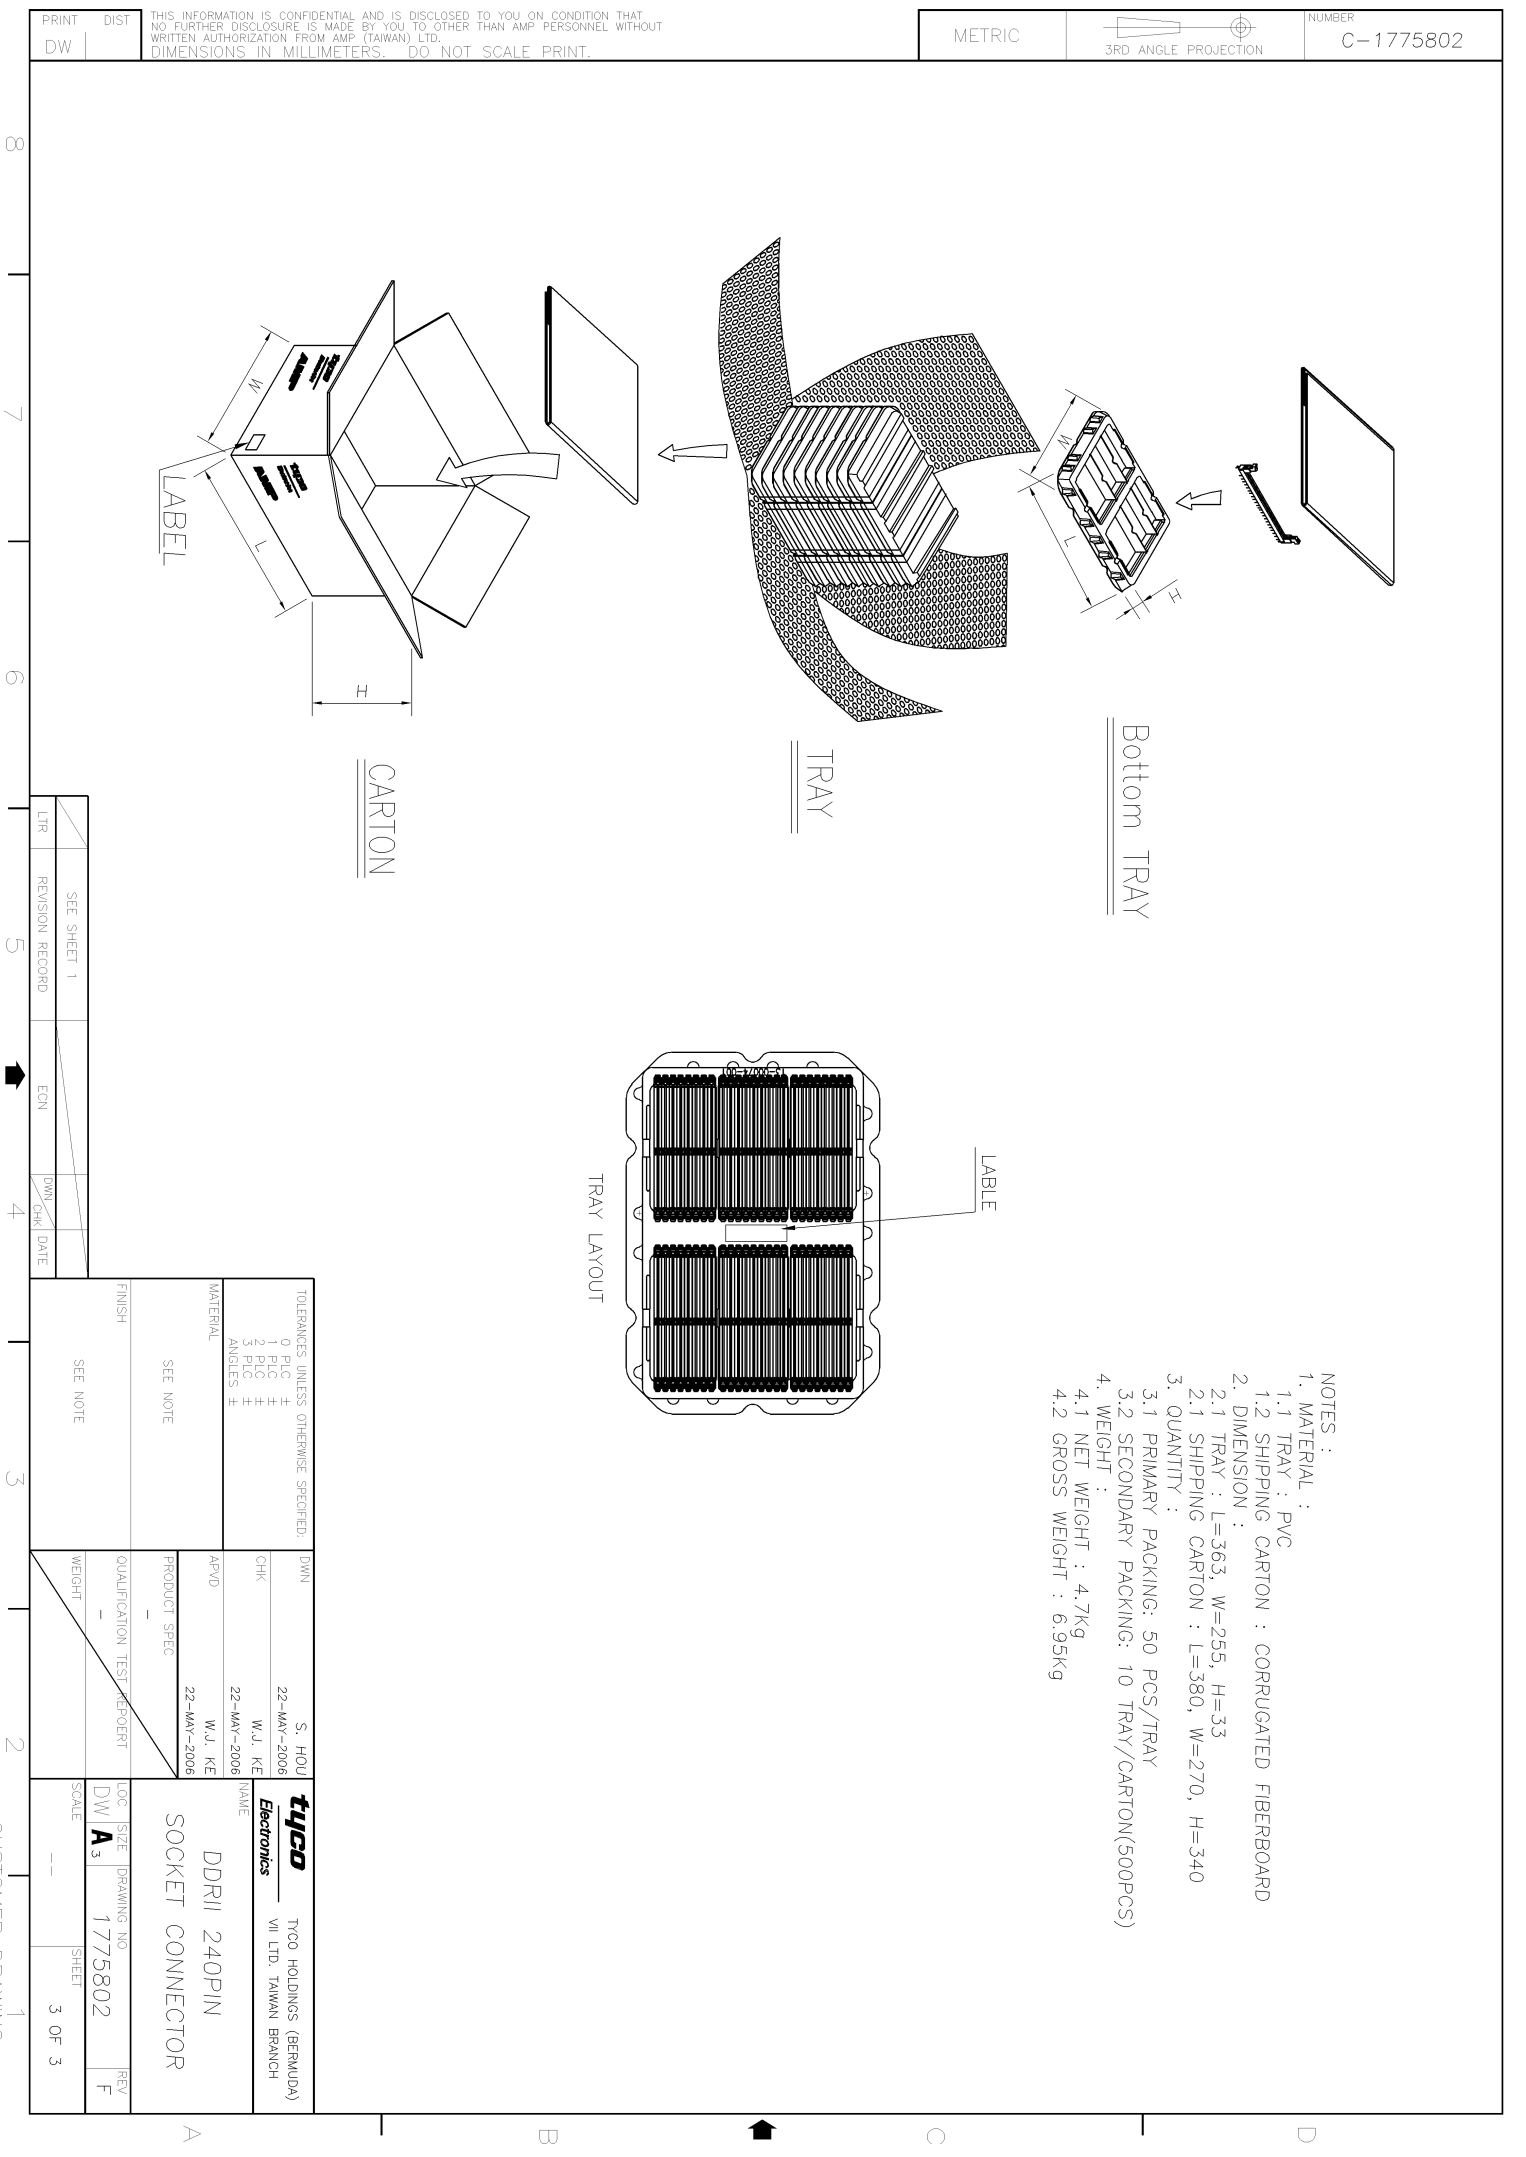 PRINT
DIST
DW
THIS INFORMATION IS CONFIDENTIAL AND IS DISCLOSED TO YOU ON CONDITION THAT
NO FURTHER DISCLOSURE IS MADE BY YOU TO OTHER THAN AMP PERSONNEL WITHOUT
WRITTEN AUTHORIZATION FROM AMP (TAIWAN) LTD.
DIMENSIONS IN MILLIMETERS. DO NOT SCALE PRINT.
METRIC
3RD ANGLE PROJECTION
NUMBER
C-1775802
8
7
6
5
4
3
2
1
D
C
B
A
W
L
H
Bottom TRAY
TRAY
tyco
Electronics
AMP
tyco
Electronics
AMP
W
L
H
LABEL
CARTON
LABLE
TRAY LAYOUT
NOTES :
1. MATERIAL :
1.1 TRAY : PVC
1.2 SHIPPING CARTON : CORRUGATED FIBERBOARD
2. DIMENSION :
2.1 TRAY : L=363, W=255, H=33
2.1 SHIPPING CARTON : L=380, W=270, H=340
3. QUANTITY :
3.1 PRIMARY PACKING: 50 PCS/TRAY
3.2 SECONDARY PACKING: 10 TRAY/CARTON(500PCS)
4. WEIGHT :
4.1 NET WEIGHT : 4.7Kg
4.2 GROSS WEIGHT : 6.95Kg
SEE SHEET 1
LTR
REVISION RECORD
ECN
DWN
CHK
DATE
TOLERANCES UNLESS OTHERWISE SPECIFIED:
0 PLC ±
1 PLC ±
2 PLC ±
3 PLC ±
ANGLES ±
MATERIAL
SEE NOTE
FINISH
SEE NOTE
DWN
S. HOU
22-MAY-2006
CHK
W.J. KE
22-MAY-2006
APVD
W.J. KE
22-MAY-2006
PRODUCT SPEC
-
QUALIFICATION TEST REPOERT
-
WEIGHT
tyco
Electronics
TYCO HOLDINGS (BERMUDA)
VII LTD. TAIWAN BRANCH
NAME
DDRII 240PIN
SOCKET CONNECTOR
LOC
DW
SIZE
A3
DRAWING NO
1775802
REV
F
SCALE
--
SHEET
3 OF 3